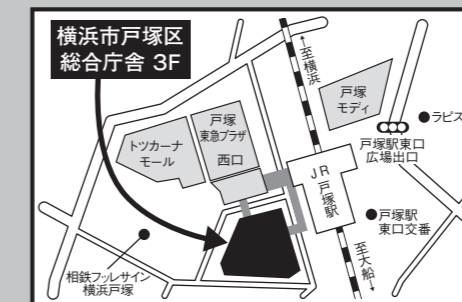 横浜市戸塚区
総合庁舎 3F
至横浜
戸塚
モディ
ラピス
戸塚
東急プラザ
西口
トツカーナ
モール
戸塚駅東口
広場出口
JR
戸塚駅
戸塚駅
東口交番
至大船
相鉄フレッサイン
横浜戸塚